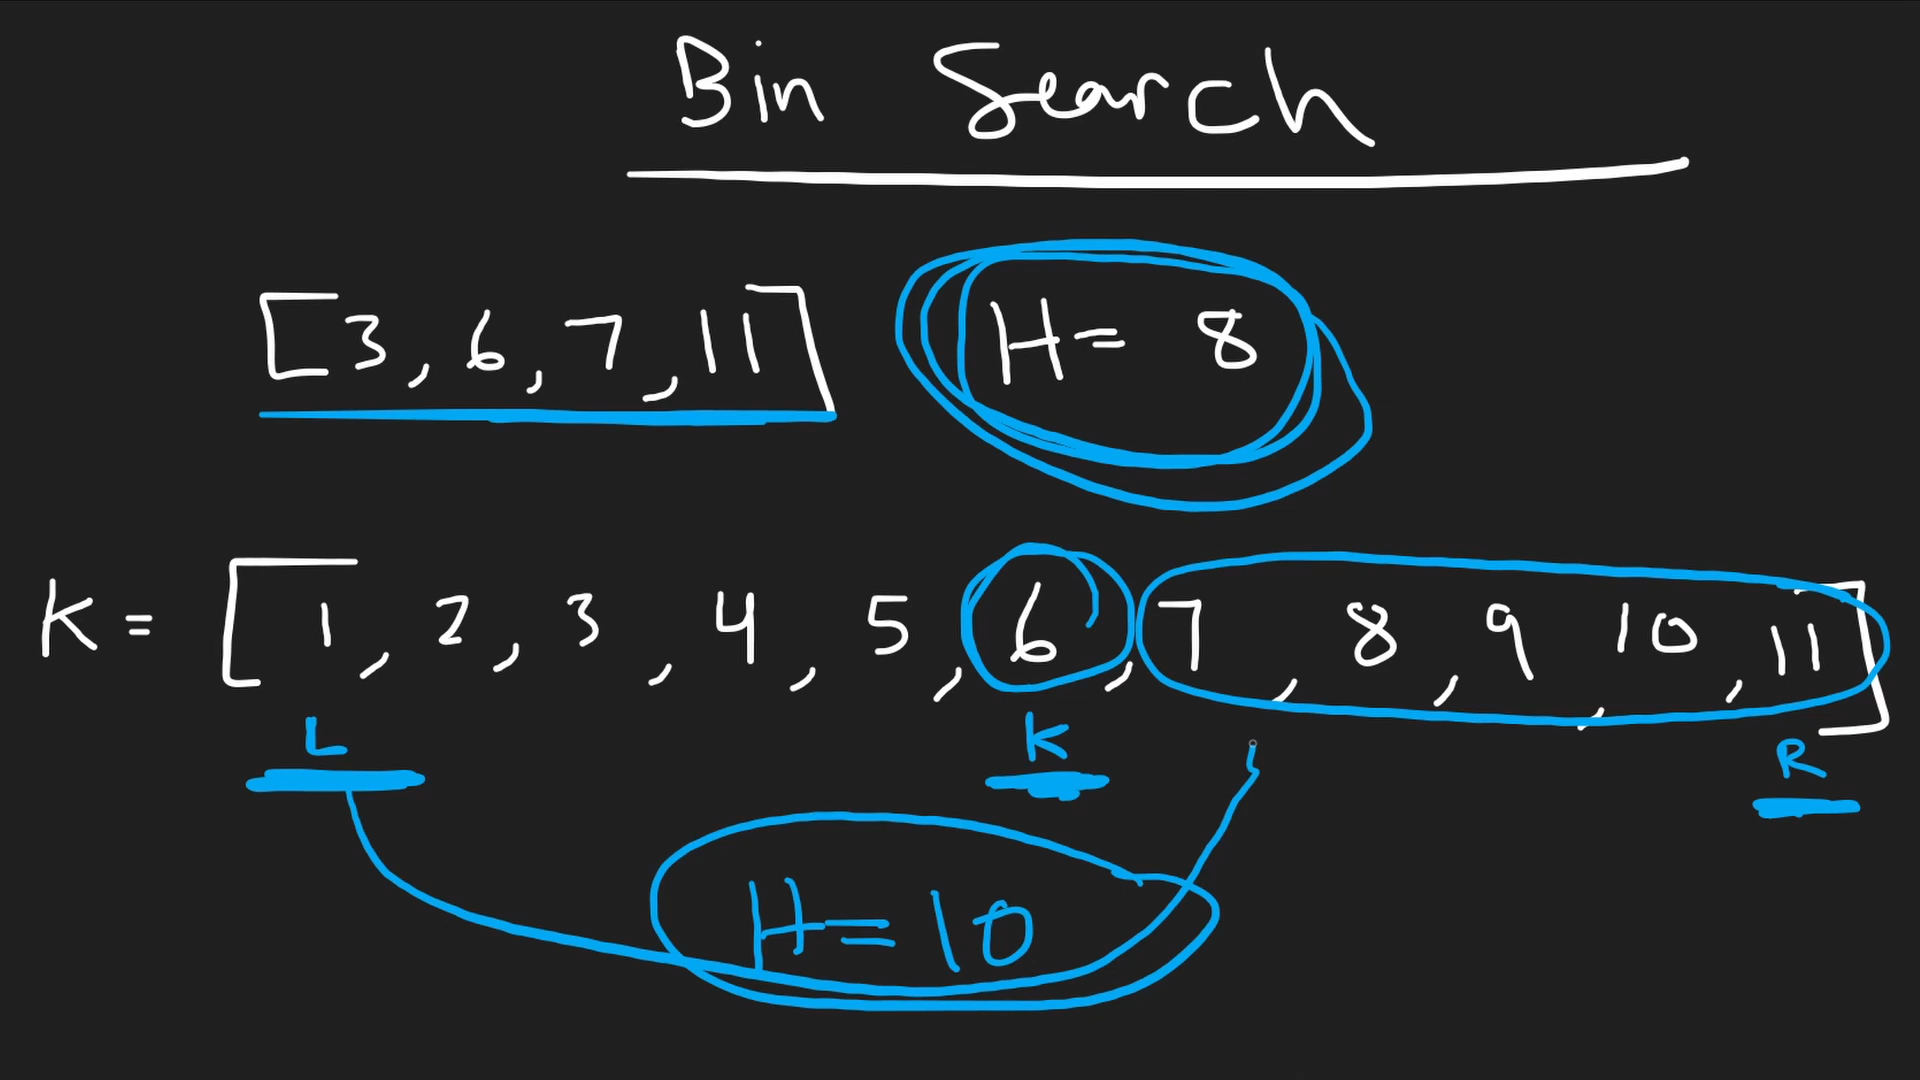 Bin Search
[3, 6, 7, 11] H= 8
K = [1, 2, 3, 4, 5, 6, 7, 8, 9, 10, 11]
L K L R
H=10